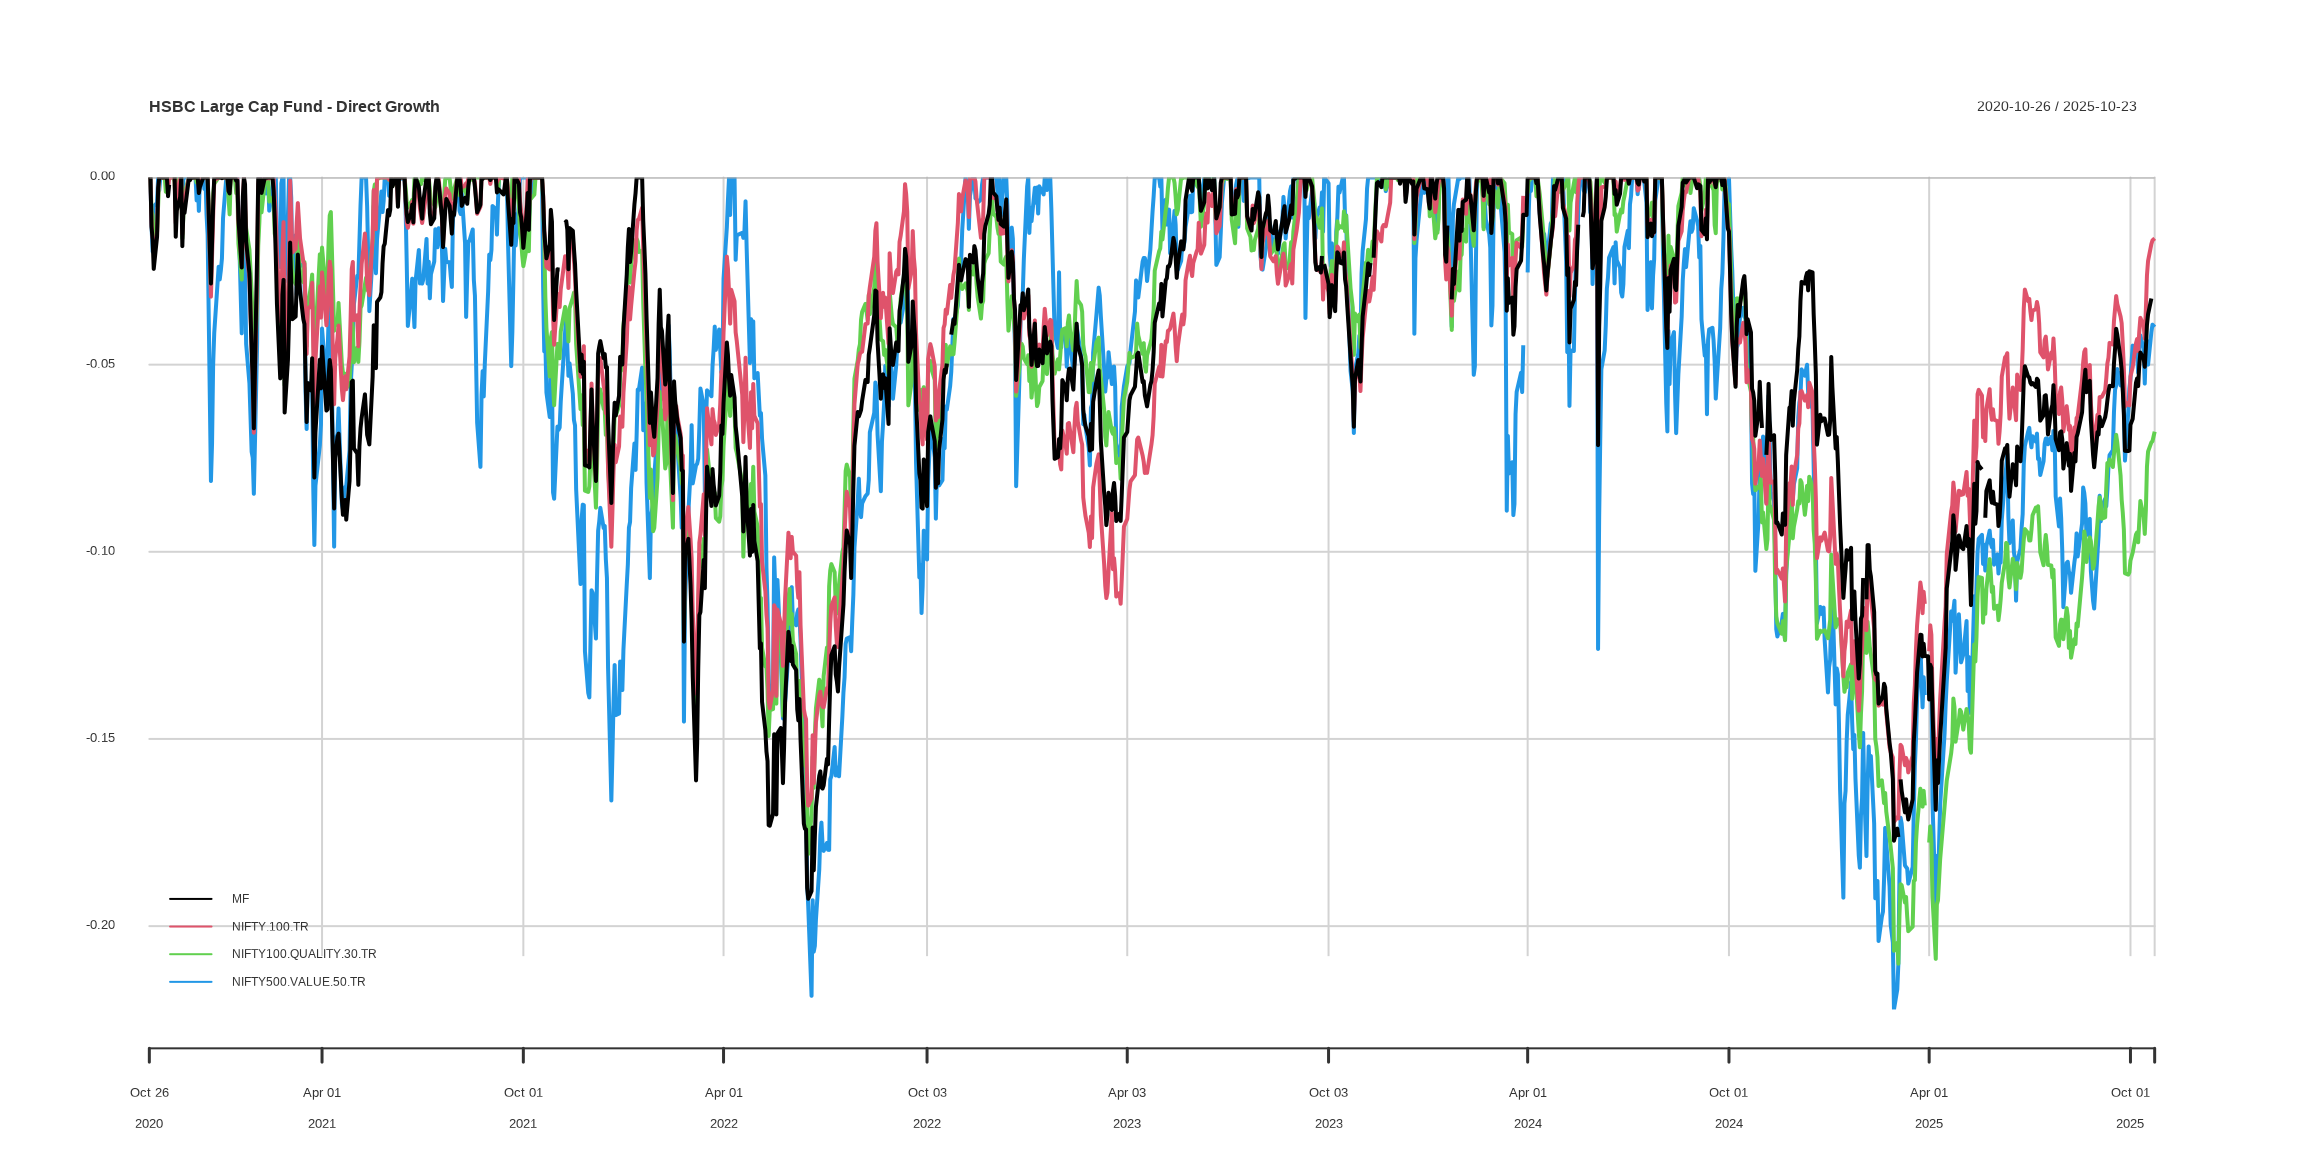 HSBC Large Cap Fund - Direct Growth
2020-10-26 / 2025-10-23
0.00
-0.05
-0.10
-0.15
-0.20
MF
NIFTY.100.TR
NIFTY100.QUALITY.30.TR
NIFTY500.VALUE.50.TR
Oct 26 Apr 01 Oct 01 Apr 01 Oct 03 Apr 03 Oct 03 Apr 01 Oct 01 Apr 01 Oct 01
2020 2021 2021 2022 2022 2023 2023 2024 2024 2025 2025